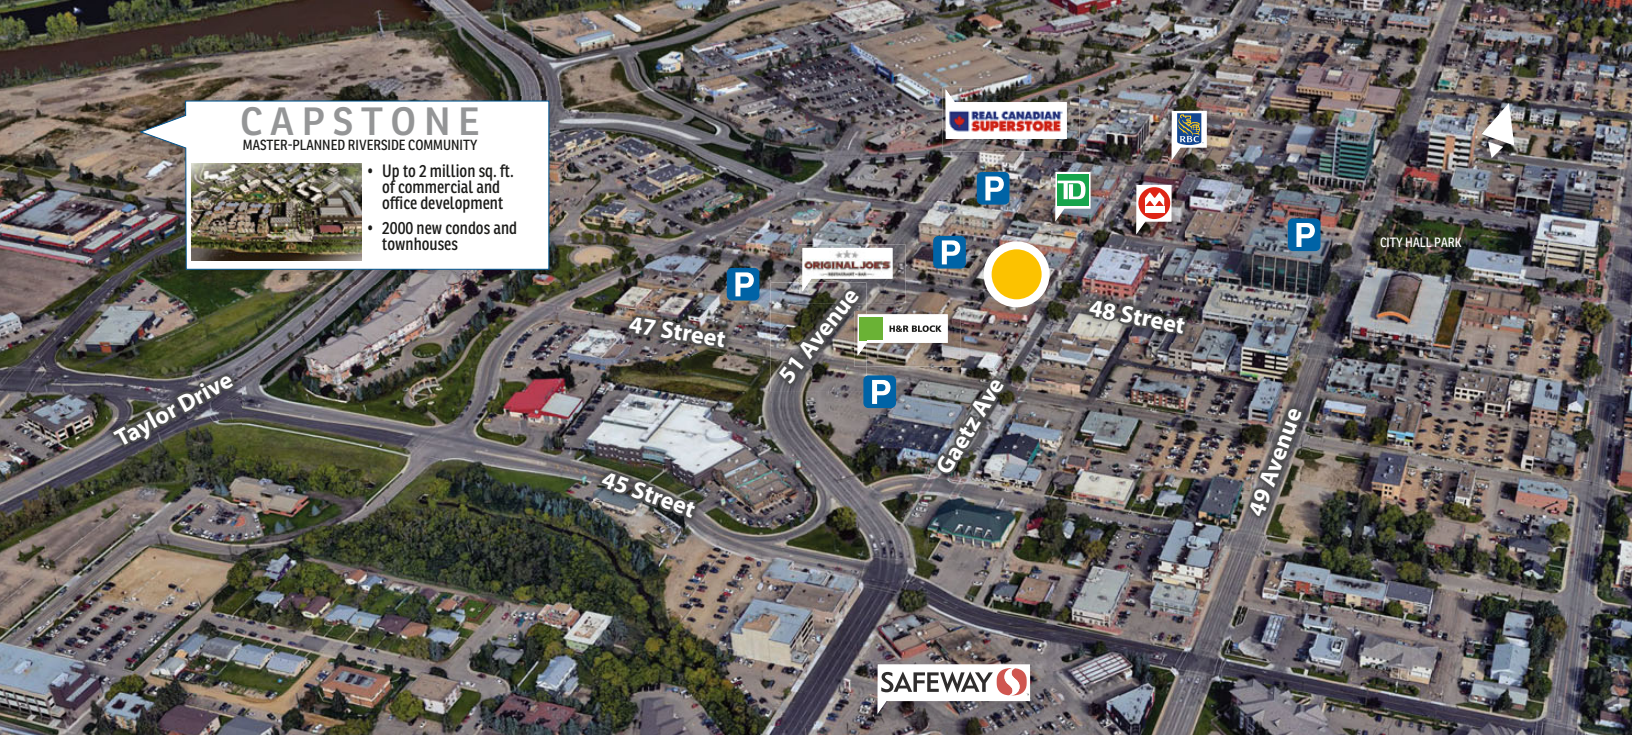 CAPSTONE
MASTER-PLANNED RIVERSIDE COMMUNITY
• Up to 2 million sq. ft.
of commercial and
office development
• 2000 new condos and
townhouses
REAL CANADIAN
SUPERSTORE
RBC
P
TD
P
P
CITY HALL PARK
ORIGINAL JOE'S
RESTAURANT + BAR
P
47 Street
51 Avenue
H&R BLOCK
48 Street
P
Taylor Drive
Gaetz Ave
49 Avenue
45 Street
SAFEWAY